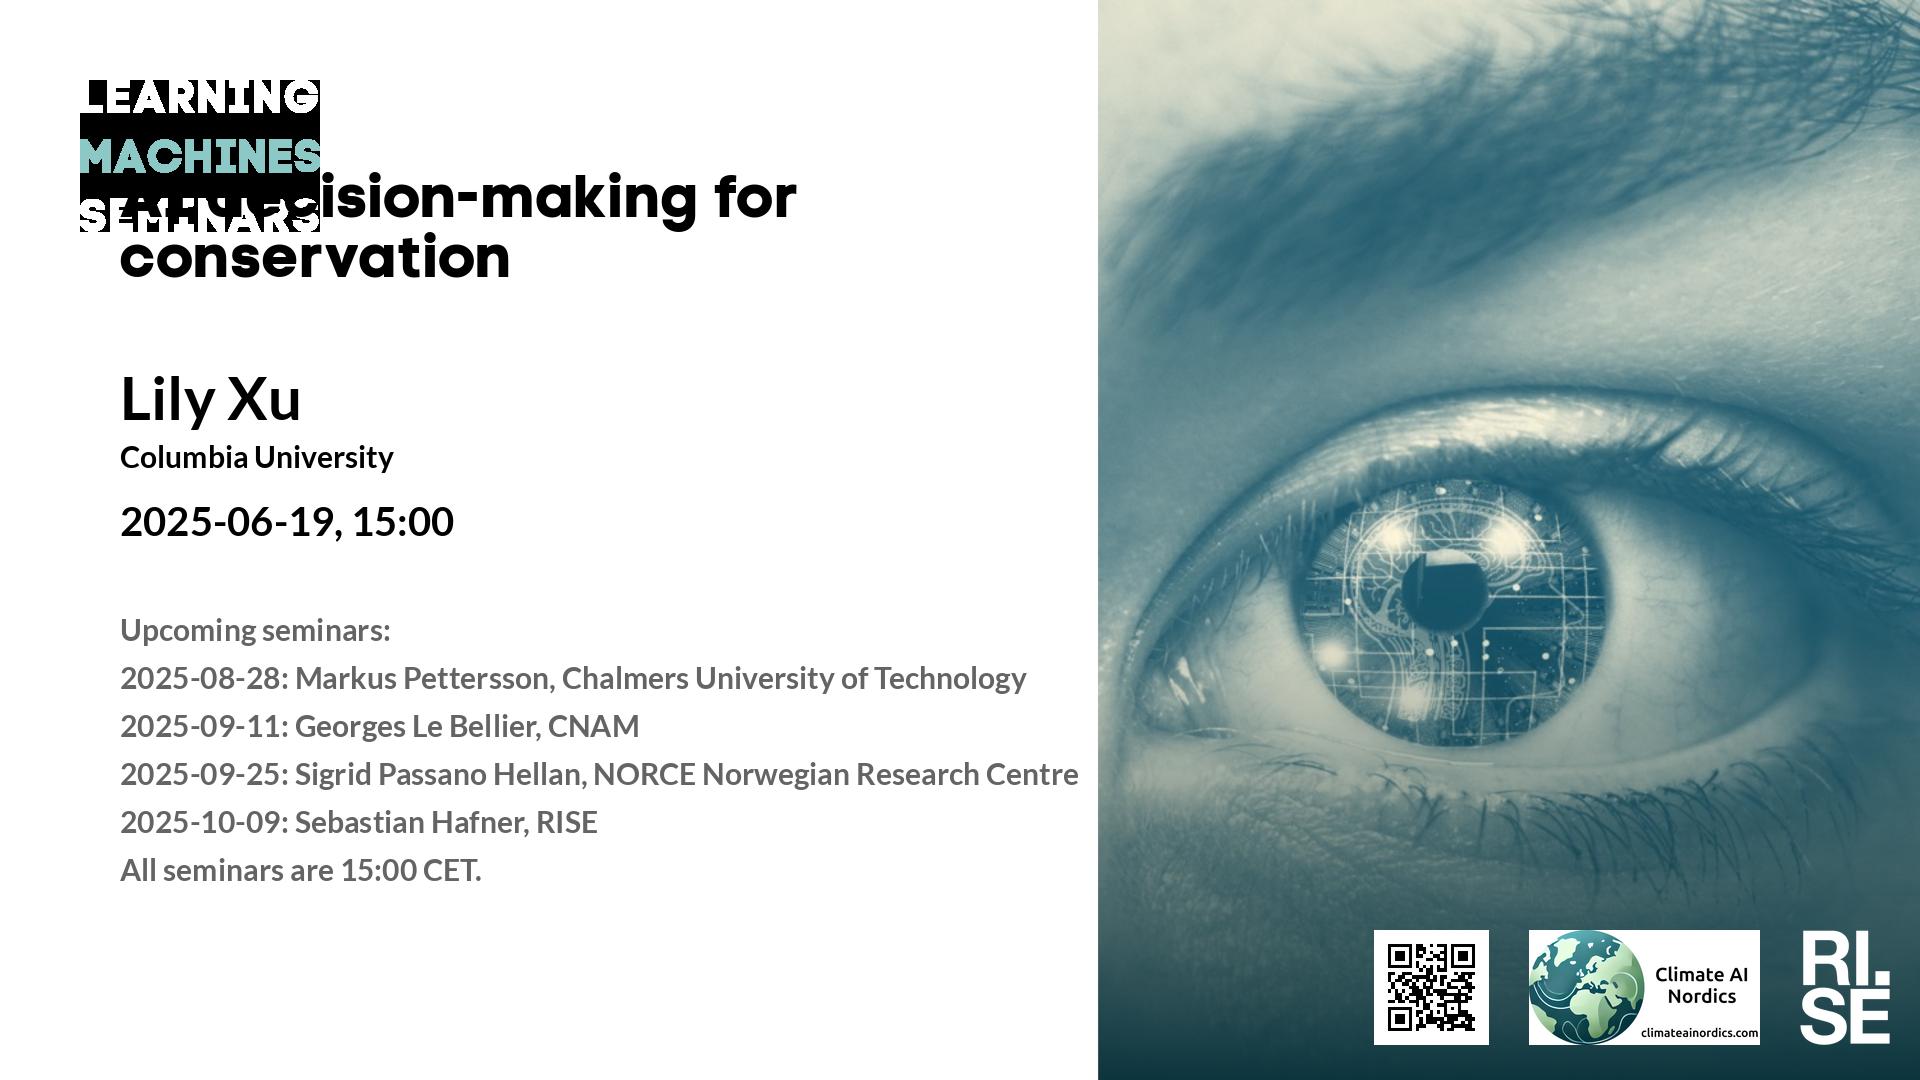 LEARNING
MACHINES
SEMINARS
AI decision-making for
conservation
Lily Xu
Columbia University
2025-06-19, 15:00
Upcoming seminars:
2025-08-28: Markus Pettersson, Chalmers University of Technology
2025-09-11: Georges Le Bellier, CNAM
2025-09-25: Sigrid Passano Hellan, NORCE Norwegian Research Centre
2025-10-09: Sebastian Hafner, RISE
All seminars are 15:00 CET.
Climate AI
Nordics
climateainordics.com
RI.
SE